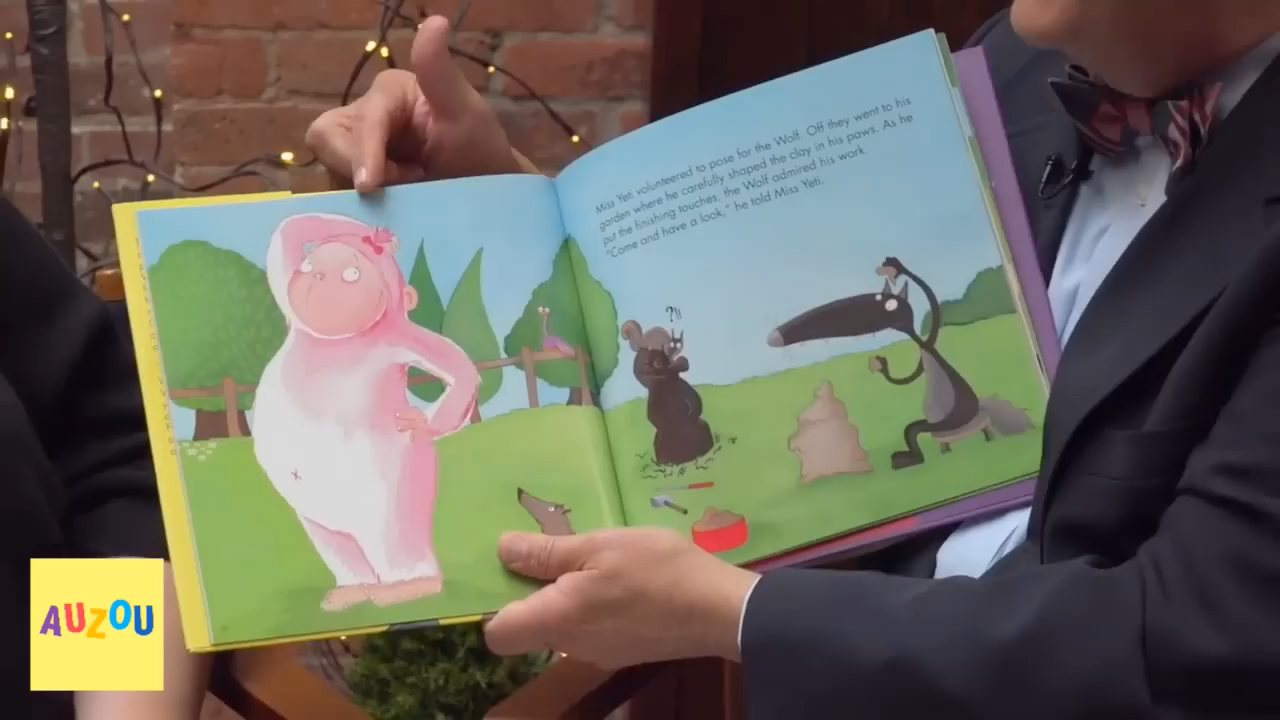 Miss Yeti volunteered to pose for the Wolf. Off they went to his
garden where he carefully shaped the clay in his paws. As he
put the finishing touches, the Wolf admired his work.
"Come and have a look," he told Miss Yeti.
?!!
AUZOU